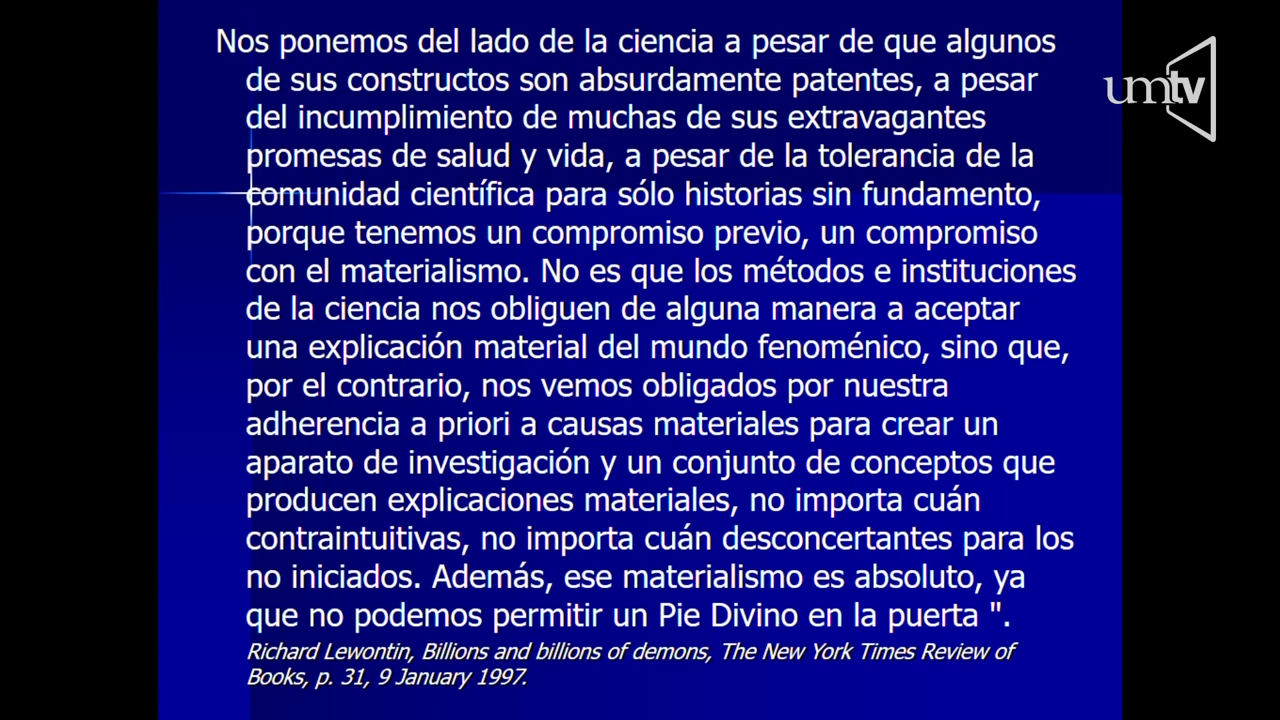 Nos ponemos del lado de la ciencia a pesar de que algunos
de sus constructos son absurdamente patentes, a pesar
del incumplimiento de muchas de sus extravagantes
promesas de salud y vida, a pesar de la tolerancia de la
comunidad científica para sólo historias sin fundamento,
porque tenemos un compromiso previo, un compromiso
con el materialismo. No es que los métodos e instituciones
de la ciencia nos obliguen de alguna manera a aceptar
una explicación material del mundo fenoménico, sino que,
por el contrario, nos vemos obligados por nuestra
adherencia a priori a causas materiales para crear un
aparato de investigación y un conjunto de conceptos que
producen explicaciones materiales, no importa cuán
contraintuitivas, no importa cuán desconcertantes para los
no iniciados. Además, ese materialismo es absoluto, ya
que no podemos permitir un Pie Divino en la puerta ".
Richard Lewontin, Billions and billions of demons, The New York Times Review of
Books, p. 31, 9 January 1997.
umtv